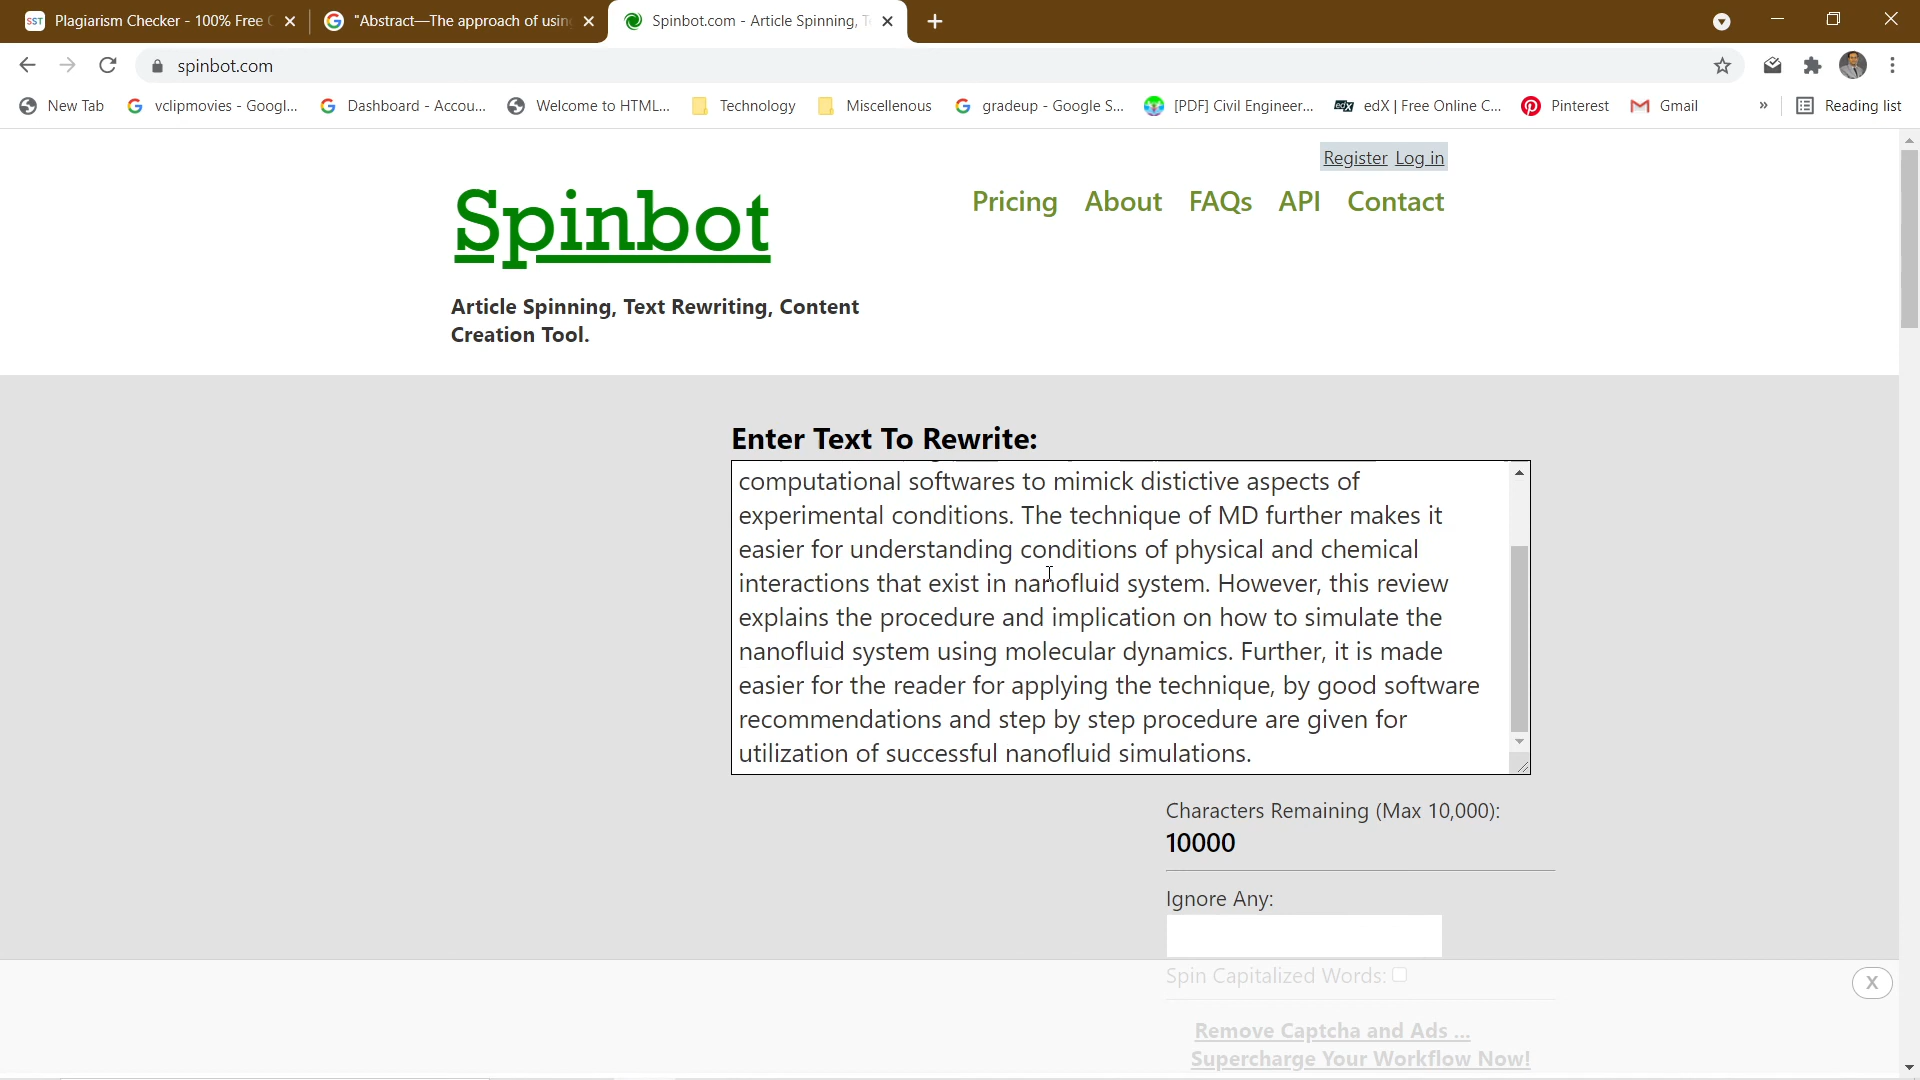 Plagiarism Checker - 100% Free
"Abstract—The approach of usin
Spinbot.com - Article Spinning, T
spinbot.com
New Tab
vclipmovies - Googl...
Dashboard - Accou...
Welcome to HTML...
Technology
Miscellenous
gradeup - Google S...
[PDF] Civil Engineer...
edX | Free Online C...
Pinterest
Gmail
»
Reading list
Register Log in
Spinbot
Pricing About FAQs API Contact
Article Spinning, Text Rewriting, Content
Creation Tool.
Enter Text To Rewrite:
computational softwares to mimick distictive aspects of
experimental conditions. The technique of MD further makes it
easier for understanding conditions of physical and chemical
interactions that exist in nanofluid system. However, this review
explains the procedure and implication on how to simulate the
nanofluid system using molecular dynamics. Further, it is made
easier for the reader for applying the technique, by good software
recommendations and step by step procedure are given for
utilization of successful nanofluid simulations.
Characters Remaining (Max 10,000):
10000
Ignore Any:
Spin Capitalized Words:
X
Remove Captcha and Ads ...
Supercharge Your Workflow Now!